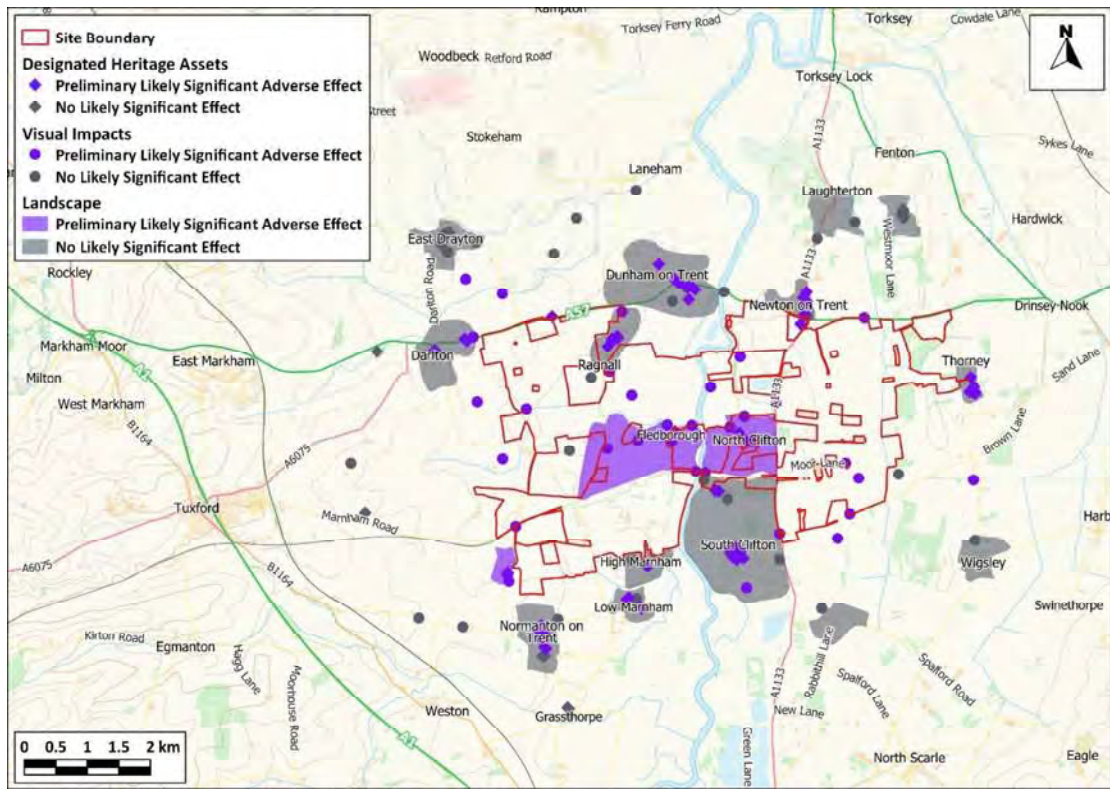 Rampton
Torksey Ferry Road
Torksey
Cowdale Lane
N
Site Boundary
Designated Heritage Assets
Preliminary Likely Significant Adverse Effect
No Likely Significant Effect
Visual Impacts
Preliminary Likely Significant Adverse Effect
No Likely Significant Effect
Landscape
Preliminary Likely Significant Adverse Effect
No Likely Significant Effect
Woodbeck
Retford Road
Torksey Lock
Street
A1133
Stokeham
Sykes Lane
Fenton
Laneham
Laughterton
Hardwick
Westmoor Lane
East Drayton
Rockley
Darlton Road
A1133
Dunham on Trent
Newton on Trent
Drinsey-Nook
A57
Markham Moor
East Markham
Darlton
Ragnall
Thorney
Sand Lane
Milton
A1
West Markham
A1133
B1164
Fledborough
North Clifton
Brown Lane
A6075
Moor Lane
Tuxford
Marnham Road
Harb
South Clifton
A6075
B1164
High Marnham
Wigsley
Low Marnham
Swinethorpe
Normanton on
Trent
Kirton Road
Egmanton
Hagg Lane
Moorhouse Road
Rabbithill Lane
Spalford Lane
Spalford Road
A1133
Weston
Grassthorpe
New Lane
A1
Green Lane
North Scarle
Eagle
0 0.5 1 1.5 2 km